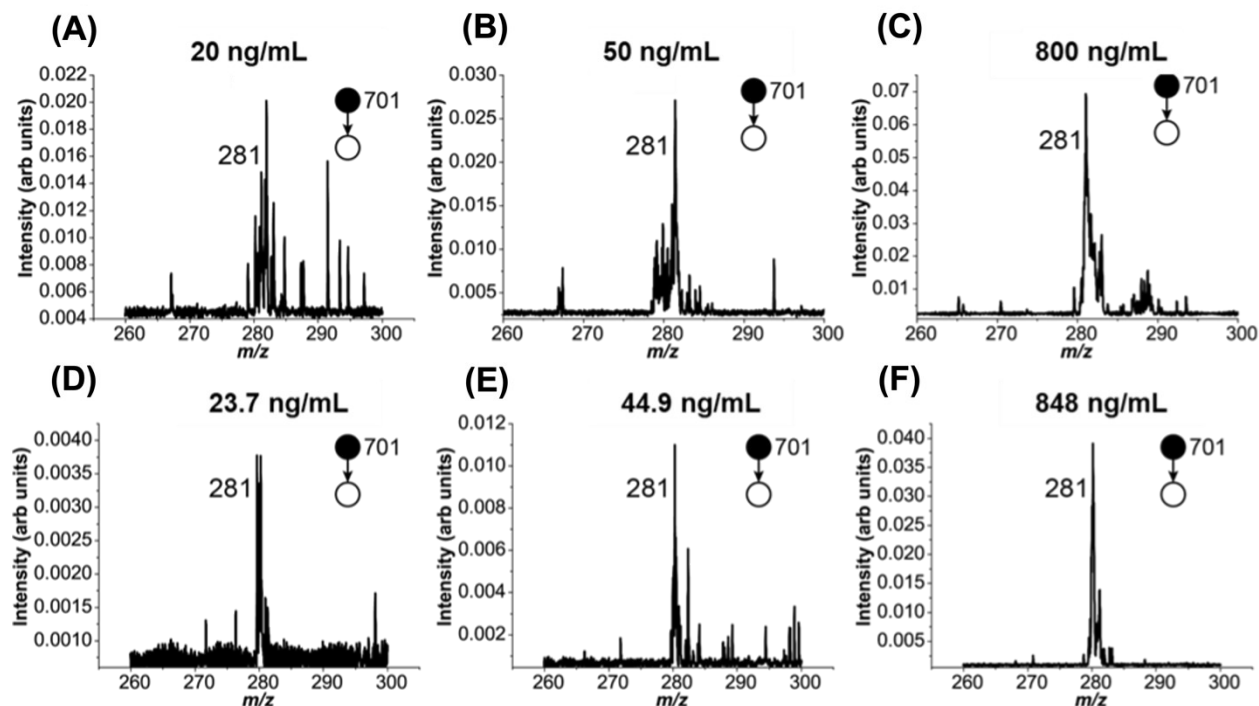 (A)
20 ng/mL
Intensity (arb units)
0.022
0.020
0.018
0.016
0.014
0.012
0.010
0.008
0.006
0.004
281
701
260 270 280 290 300
m/z
(B)
50 ng/mL
Intensity (arb units)
0.030
0.025
0.020
0.015
0.010
0.005
281
701
260 270 280 290 300
m/z
(C)
800 ng/mL
Intensity (arb units)
0.07
0.06
0.05
0.04
0.03
0.02
0.01
281
701
260 270 280 290 300
m/z
(D)
23.7 ng/mL
Intensity (arb units)
0.0040
0.0035
0.0030
0.0025
0.0020
0.0015
0.0010
281
701
260 270 280 290 300
m/z
(E)
44.9 ng/mL
Intensity (arb units)
0.012
0.010
0.008
0.006
0.004
0.002
281
701
260 270 280 290 300
m/z
(F)
848 ng/mL
Intensity (arb units)
0.040
0.035
0.030
0.025
0.020
0.015
0.010
0.005
281
701
260 270 280 290 300
m/z